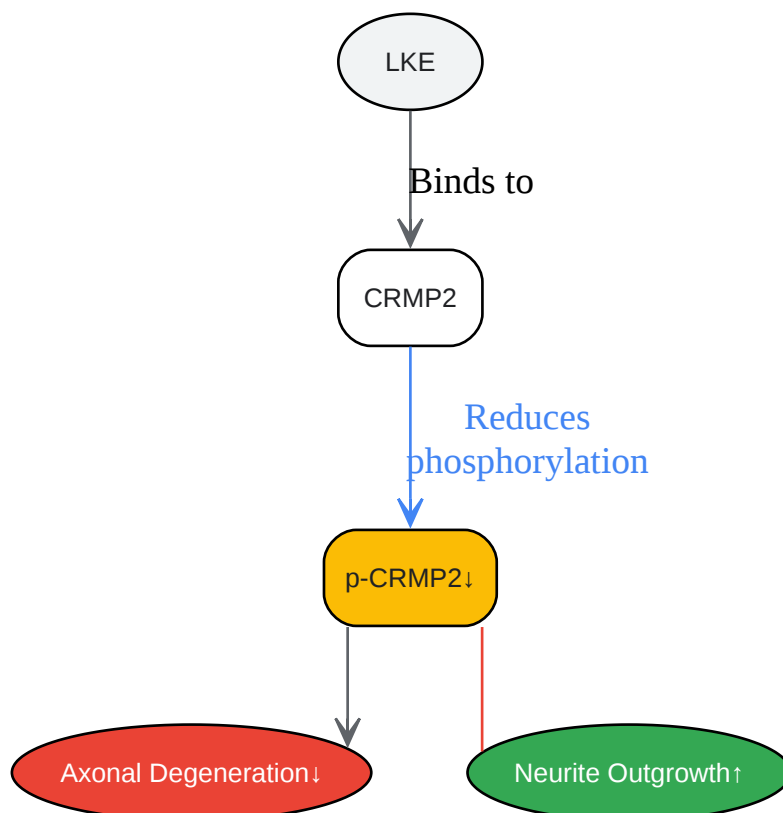 LKE
Binds to
CRMP2
Reduces
phosphorylation
p-CRMP2↓
Axonal Degeneration↓
Neurite Outgrowth↑